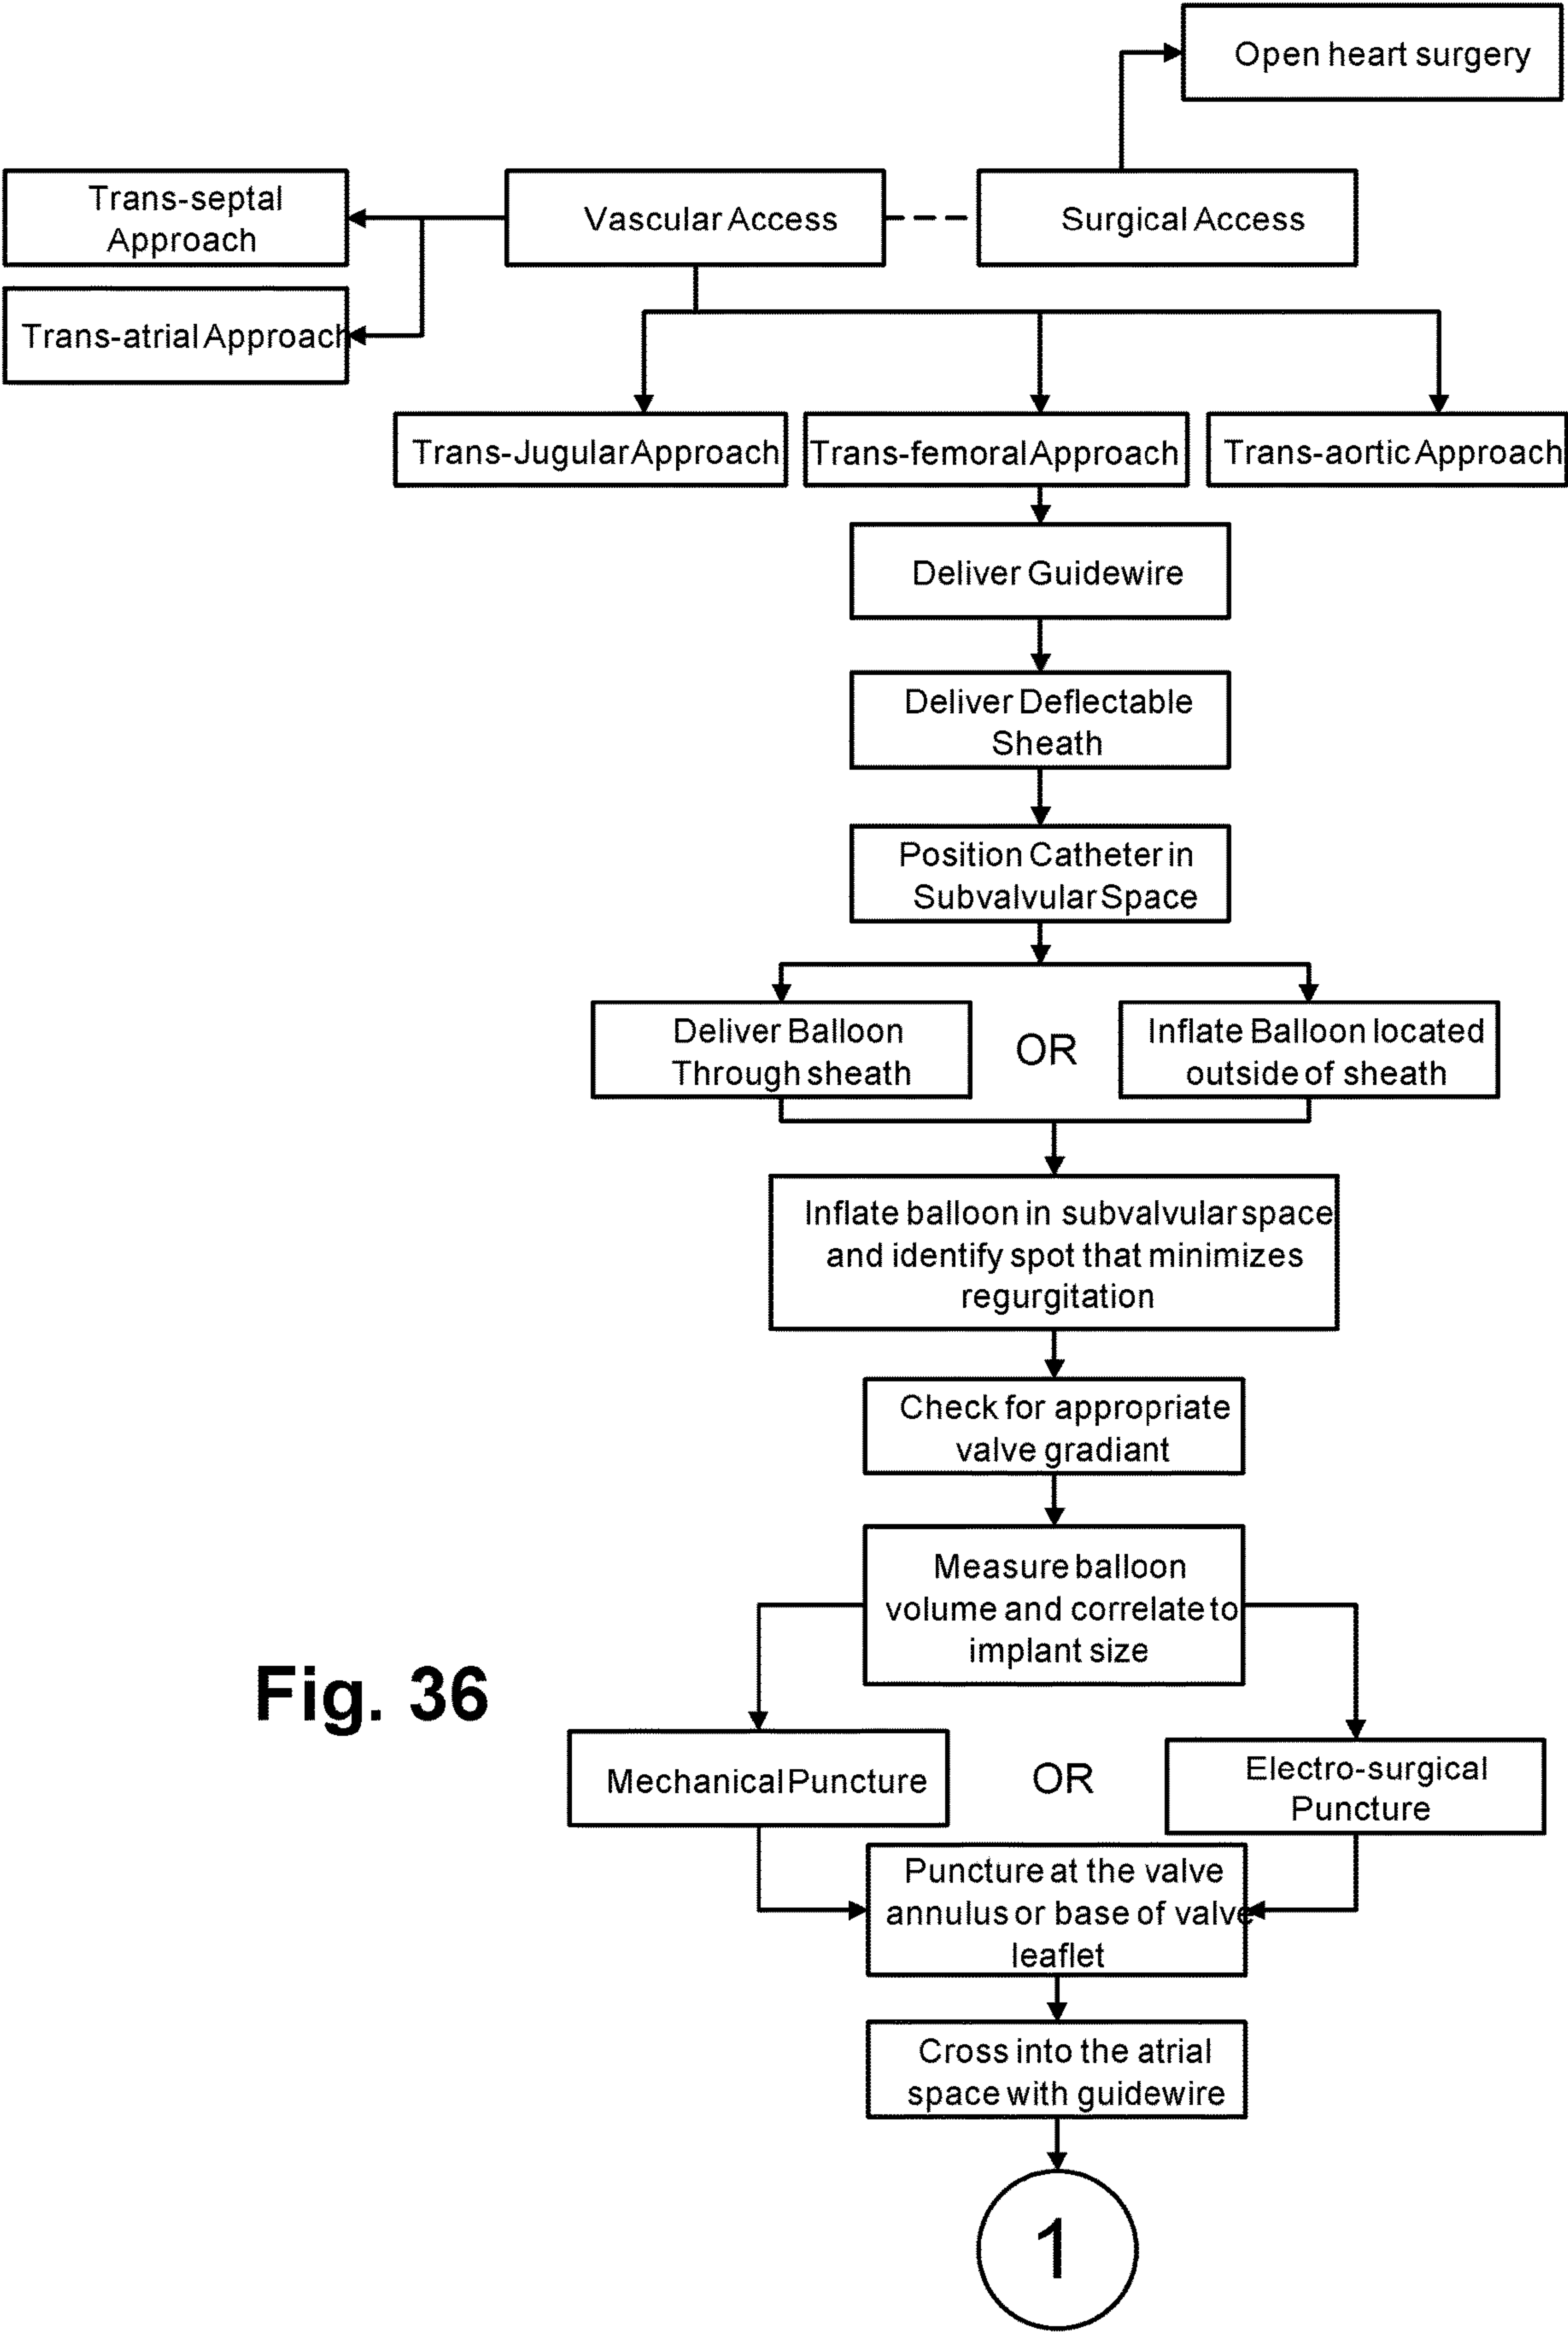 Open heart surgery
Trans-septal
Approach
Vascular Access
Surgical Access
Trans-atrial Approach
Trans-Jugular Approach
Trans-femoral Approach
Trans-aortic Approach
Deliver Guidewire
Deliver Deflectable
Sheath
Position Catheter in
Subvalvular Space
Deliver Balloon
Through sheath
OR
Inflate Balloon located
outside of sheath
Inflate balloon in subvalvular space
and identify spot that minimizes
regurgitation
Check for appropriate
valve gradiant
Measure balloon
volume and correlate to
implant size
Fig. 36
Mechanical Puncture
OR
Electro-surgical
Puncture
Puncture at the valve
annulus or base of valve
leaflet
Cross into the atrial
space with guidewire
1